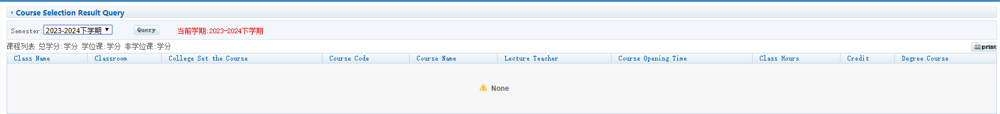 Course Selection Result Query
Semester: 2023-2024下学期 Query 当前学期:2023-2024下学期
课程列表 总学分:学分 学位课:学分 非学位课:学分 print
Class Name Classroom College Set the Course Course Code Course Name Lecture Teacher Course Opening Time Class Hours Credit Degree Course
None